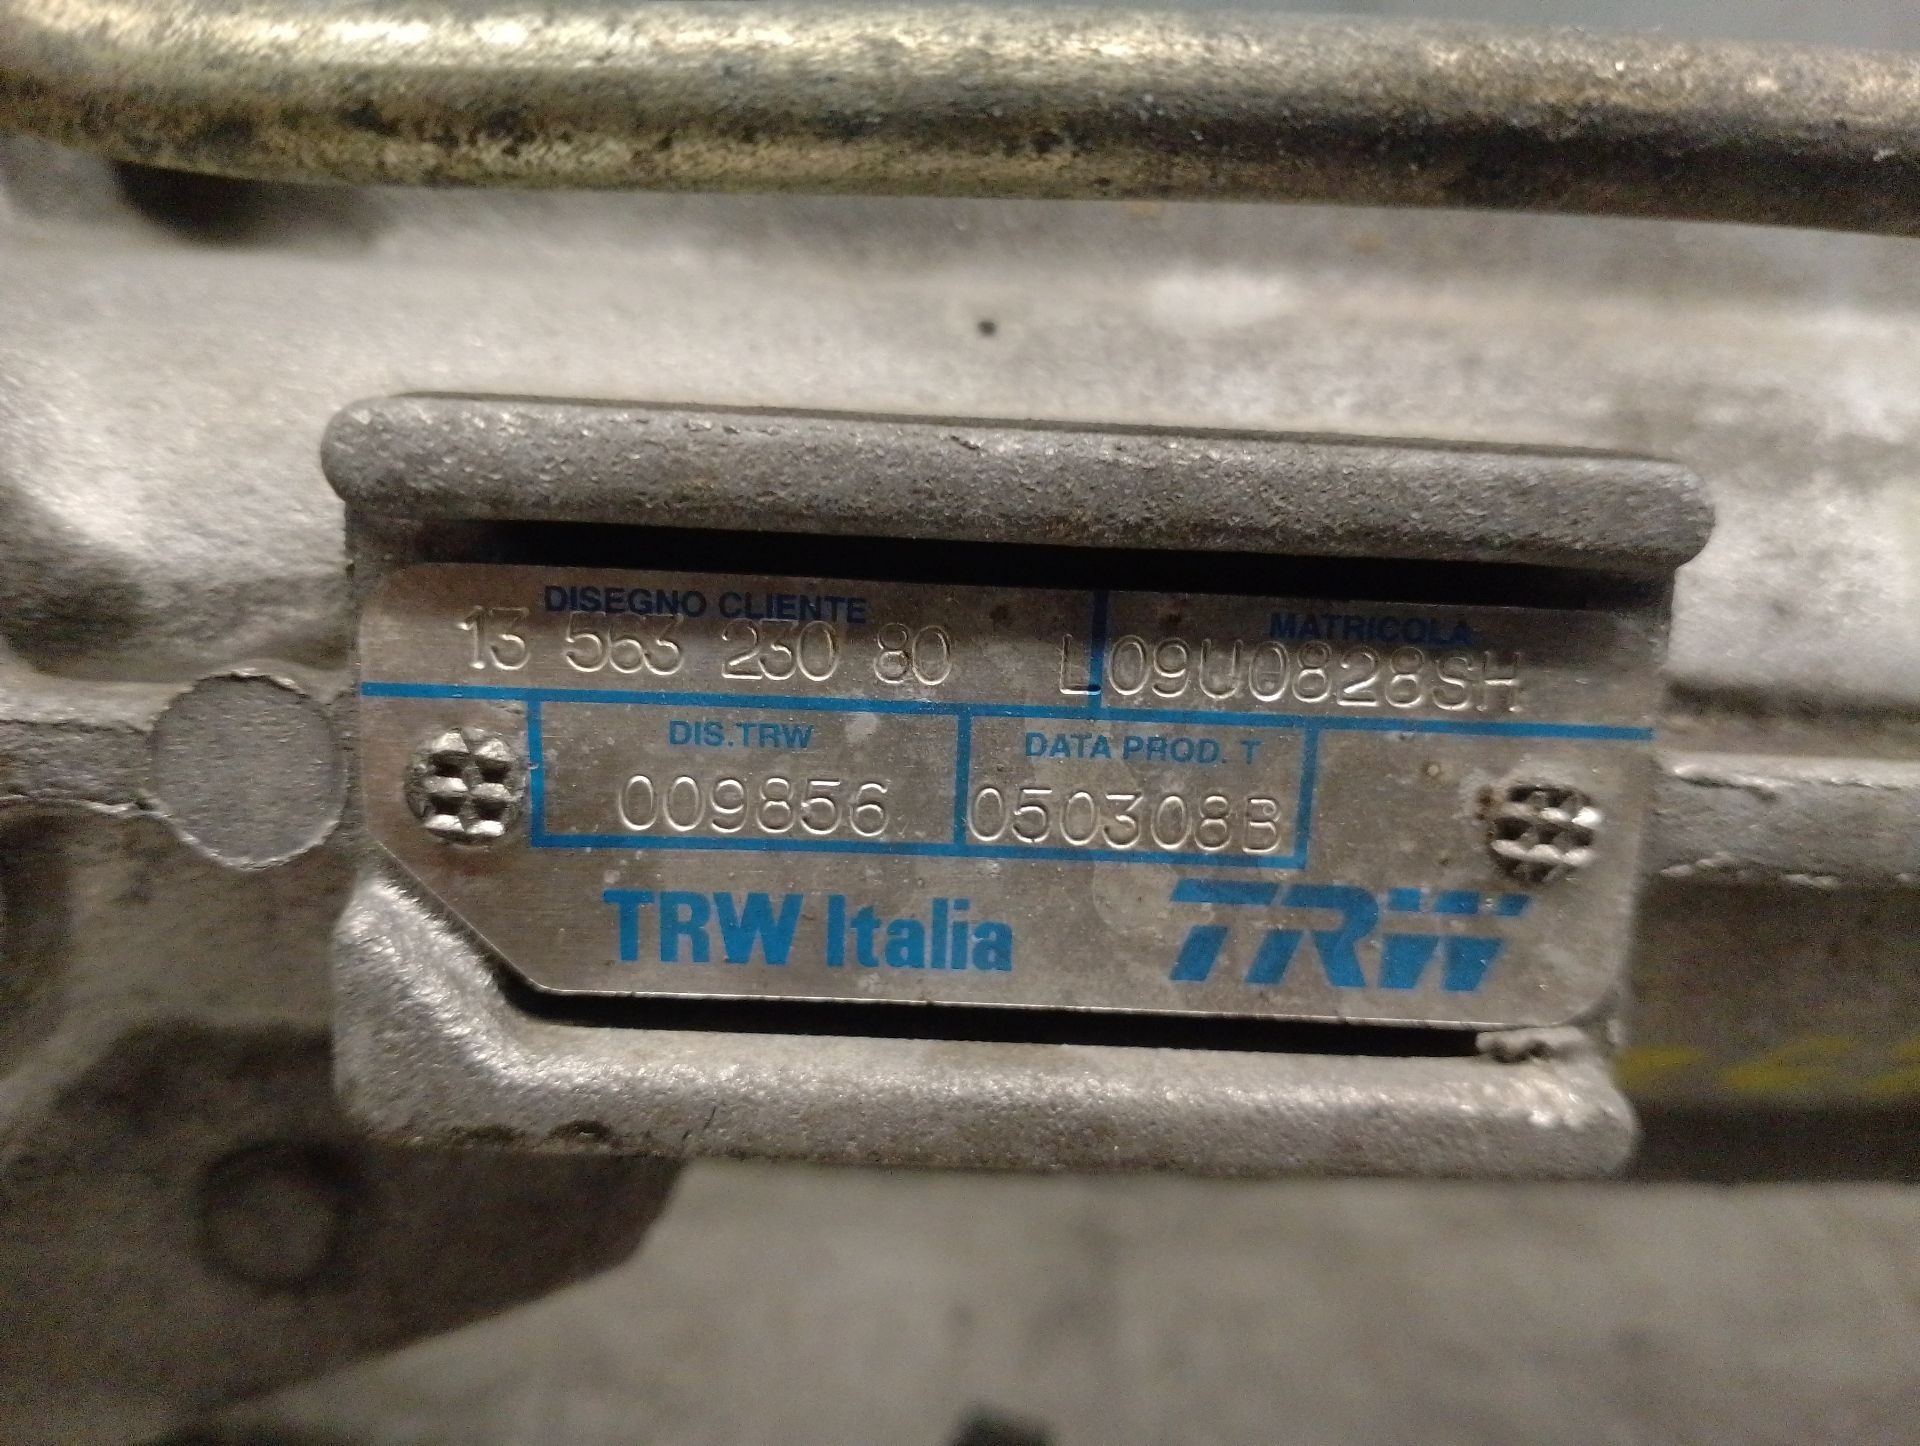 DISEGNO CLIENTE MATRICOLA
13 563 230 80 L09U0828SH
DIS.TRW DATA PROD. T
009856 050308B
TRW Italia TRW